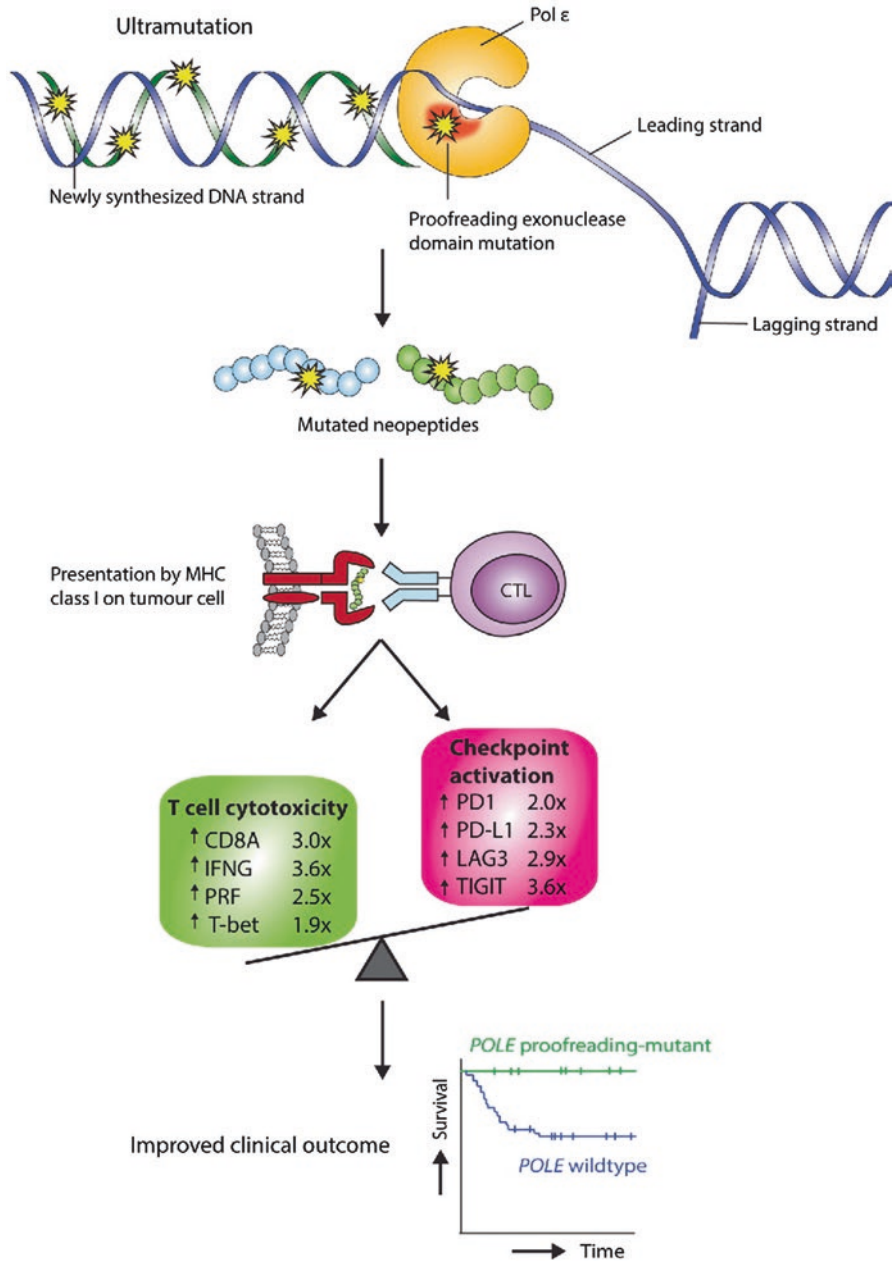 Ultramutation
Pol ε
Leading strand
Newly synthesized DNA strand
Proofreading exonuclease
domain mutation
Lagging strand
Mutated neopeptides
Presentation by MHC
class I on tumour cell
CTL
T cell cytotoxicity
↑ CD8A 3.0x
↑ IFNG 3.6x
↑ PRF 2.5x
↑ T-bet 1.9x
Checkpoint
activation
↑ PD1 2.0x
↑ PD-L1 2.3x
↑ LAG3 2.9x
↑ TIGIT 3.6x
Improved clinical outcome
POLE proofreading-mutant
POLE wildtype
Survival
Time